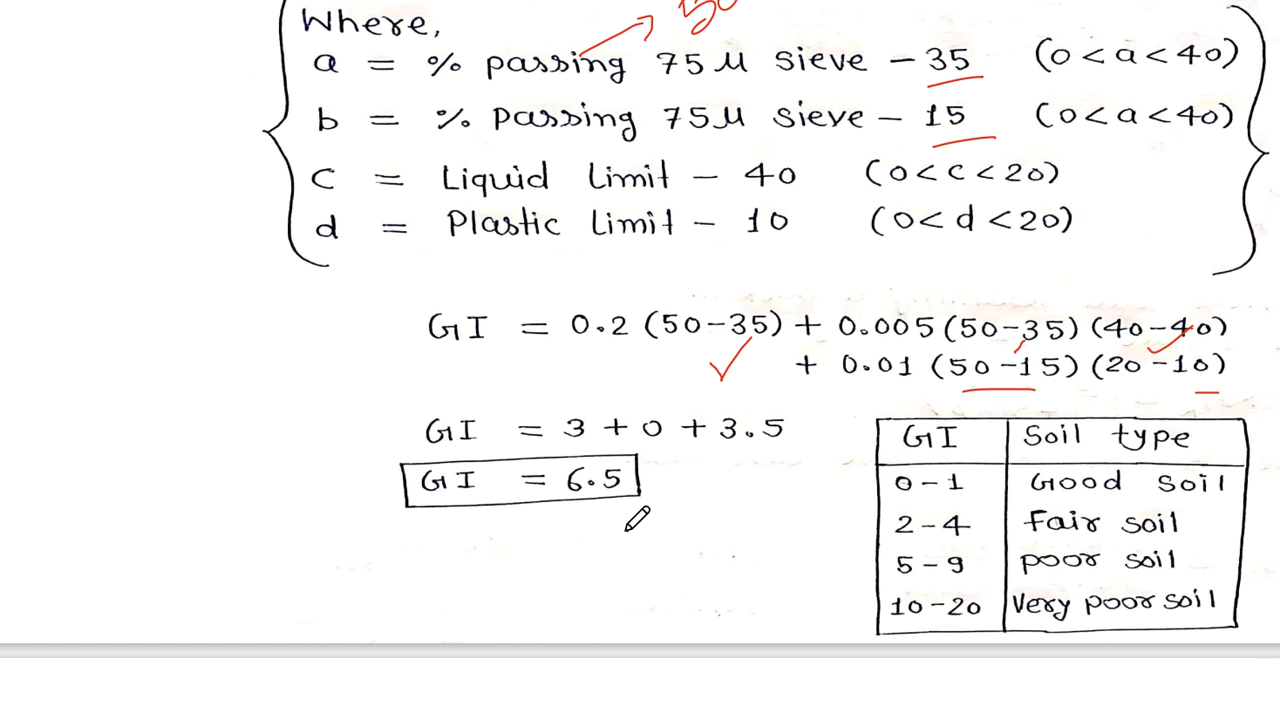 50
Where,
a = % passing 75 μ sieve - 35 (0 < a < 40)
b = % passing 75 μ sieve - 15 (0 < a < 40)
c = Liquid Limit - 40 (0 < c < 20)
d = Plastic Limit - 10 (0 < d < 20)
GI = 0.2 (50-35) + 0.005 (50-35) (40-40)
+ 0.01 (50-15) (20-10)
GI = 3 + 0 + 3.5
GI = 6.5
GI Soil type
0-1 Good soil
2-4 Fair soil
5-9 poor soil
10-20 Very poor soil